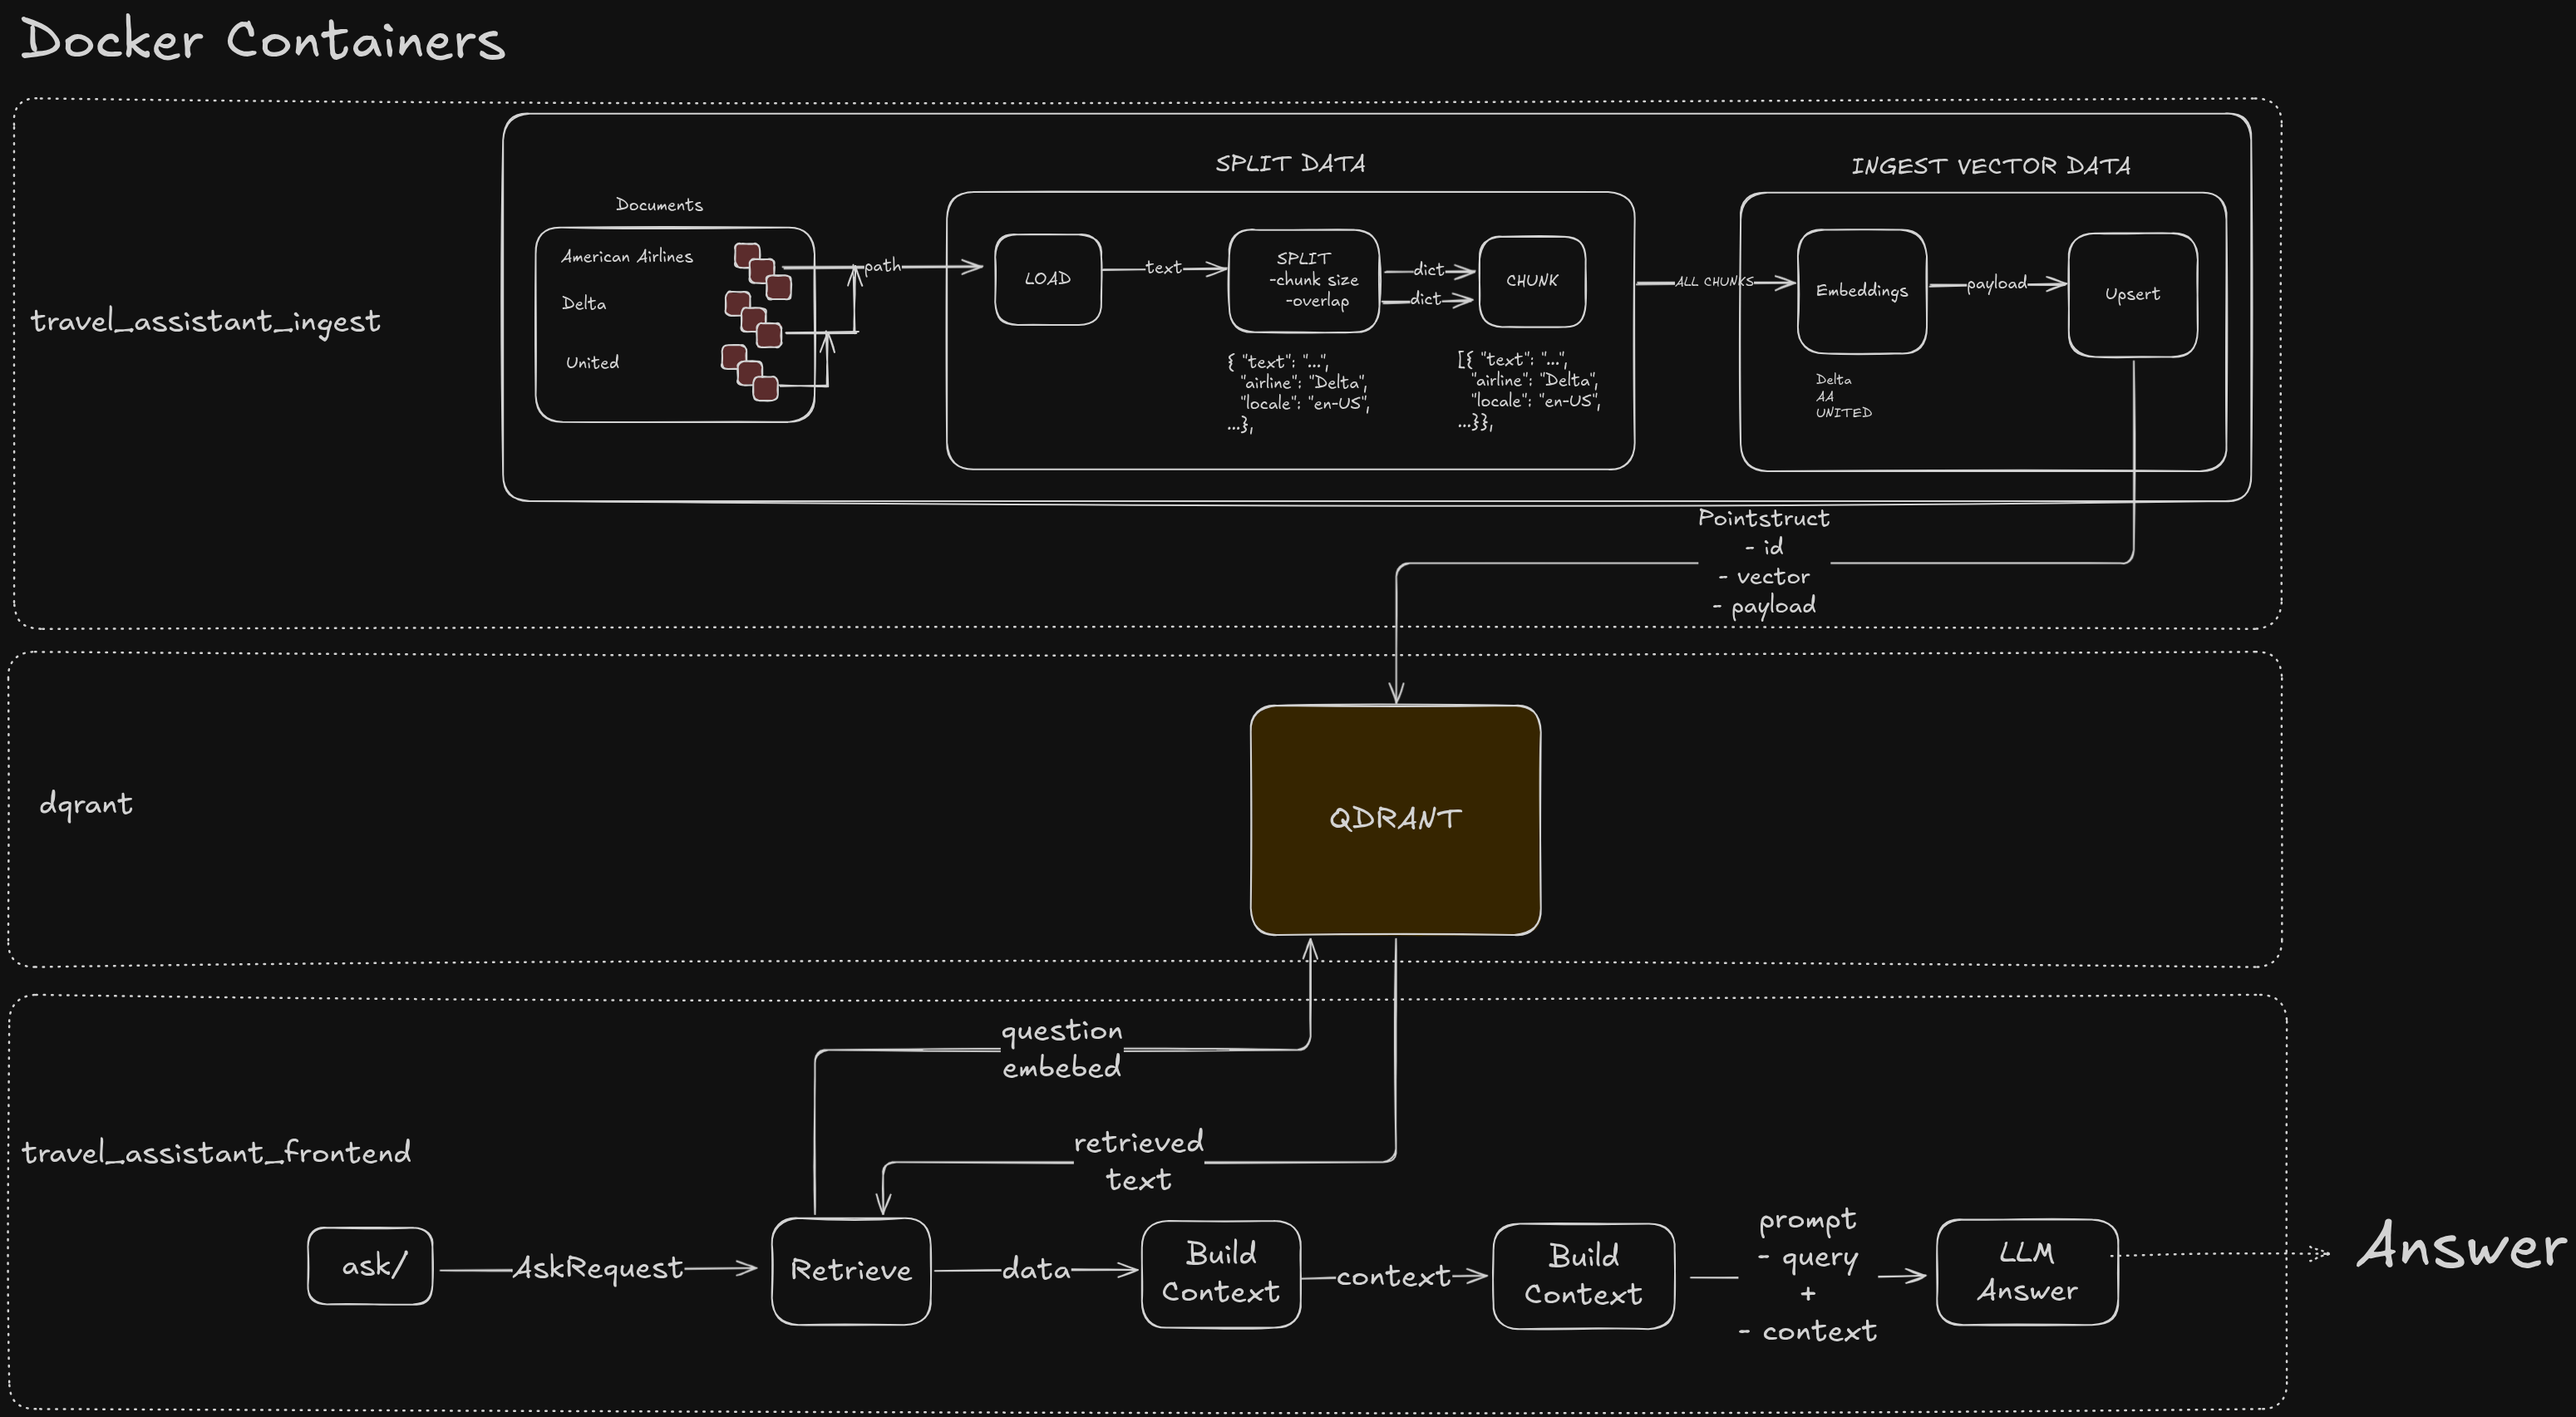 Docker Containers
travel_assistant_ingest
Documents
American Airlines
Delta
United
path
SPLIT DATA
LOAD
text
SPLIT
-chunk size
-overlap
dict
dict
CHUNK
{ "text": "...",
"airline": "Delta",
"locale": "en-US",
...},
[{ "text": "...",
"airline": "Delta",
"locale": "en-US",
...}},
ALL CHUNKS
INGEST VECTOR DATA
Embeddings
payload
Upsert
Delta
AA
UNITED
Pointstruct
- id
- vector
- payload
dqrant
QDRANT
travel_assistant_frontend
question
embebed
retrieved
text
ask/
AskRequest
Retrieve
data
Build
Context
context
Build
Context
prompt
- query
+
- context
LLM
Answer
Answer